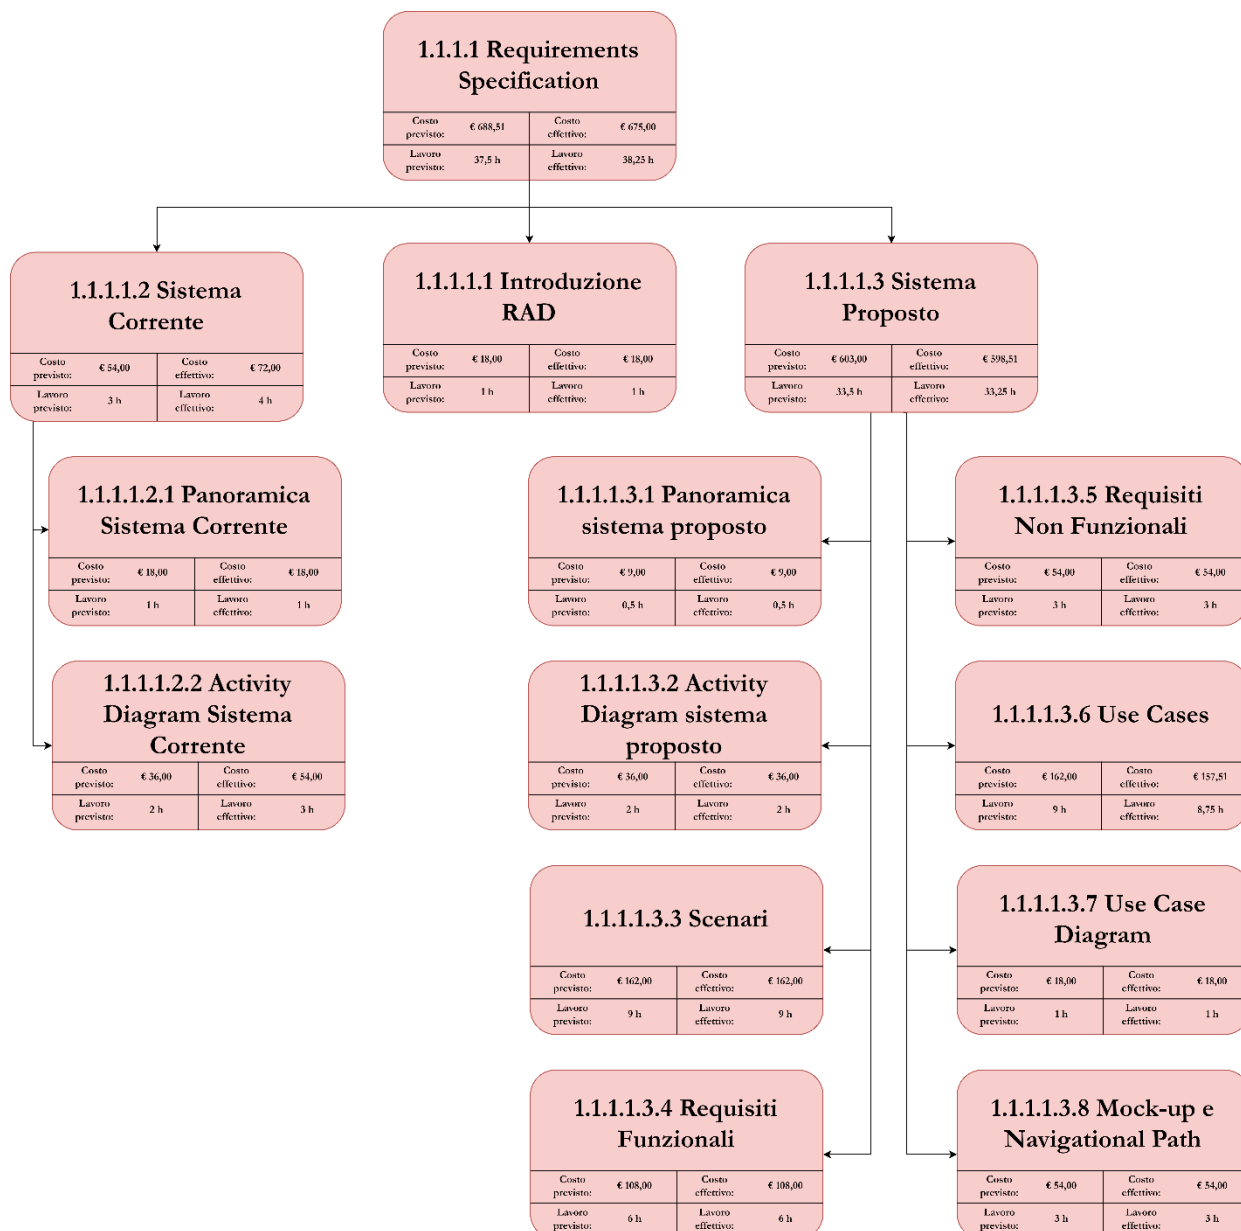 1.1.1.1 Requirements
Specification
Costo previsto: € 688,51 Costo effettivo: € 675,00
Lavoro previsto: 37,5 h Lavoro effettivo: 38,25 h
1.1.1.1.2 Sistema
Corrente
Costo previsto: € 54,00 Costo effettivo: € 72,00
Lavoro previsto: 3 h Lavoro effettivo: 4 h
1.1.1.1.1 Introduzione
RAD
Costo previsto: € 18,00 Costo effettivo: € 18,00
Lavoro previsto: 1 h Lavoro effettivo: 1 h
1.1.1.1.3 Sistema
Proposto
Costo previsto: € 603,00 Costo effettivo: € 598,51
Lavoro previsto: 33,5 h Lavoro effettivo: 33,25 h
1.1.1.1.2.1 Panoramica
Sistema Corrente
Costo previsto: € 18,00 Costo effettivo: € 18,00
Lavoro previsto: 1 h Lavoro effettivo: 1 h
1.1.1.1.2.2 Activity
Diagram Sistema
Corrente
Costo previsto: € 36,00 Costo effettivo: € 54,00
Lavoro previsto: 2 h Lavoro effettivo: 3 h
1.1.1.1.3.1 Panoramica
sistema proposto
Costo previsto: € 9,00 Costo effettivo: € 9,00
Lavoro previsto: 0,5 h Lavoro effettivo: 0,5 h
1.1.1.1.3.2 Activity
Diagram sistema
proposto
Costo previsto: € 36,00 Costo effettivo: € 36,00
Lavoro previsto: 2 h Lavoro effettivo: 2 h
1.1.1.1.3.3 Scenari
Costo previsto: € 162,00 Costo effettivo: € 162,00
Lavoro previsto: 9 h Lavoro effettivo: 9 h
1.1.1.1.3.4 Requisiti
Funzionali
Costo previsto: € 108,00 Costo effettivo: € 108,00
Lavoro previsto: 6 h Lavoro effettivo: 6 h
1.1.1.1.3.5 Requisiti
Non Funzionali
Costo previsto: € 54,00 Costo effettivo: € 54,00
Lavoro previsto: 3 h Lavoro effettivo: 3 h
1.1.1.1.3.6 Use Cases
Costo previsto: € 162,00 Costo effettivo: € 157,51
Lavoro previsto: 9 h Lavoro effettivo: 8,75 h
1.1.1.1.3.7 Use Case
Diagram
Costo previsto: € 18,00 Costo effettivo: € 18,00
Lavoro previsto: 1 h Lavoro effettivo: 1 h
1.1.1.1.3.8 Mock-up e
Navigational Path
Costo previsto: € 54,00 Costo effettivo: € 54,00
Lavoro previsto: 3 h Lavoro effettivo: 3 h